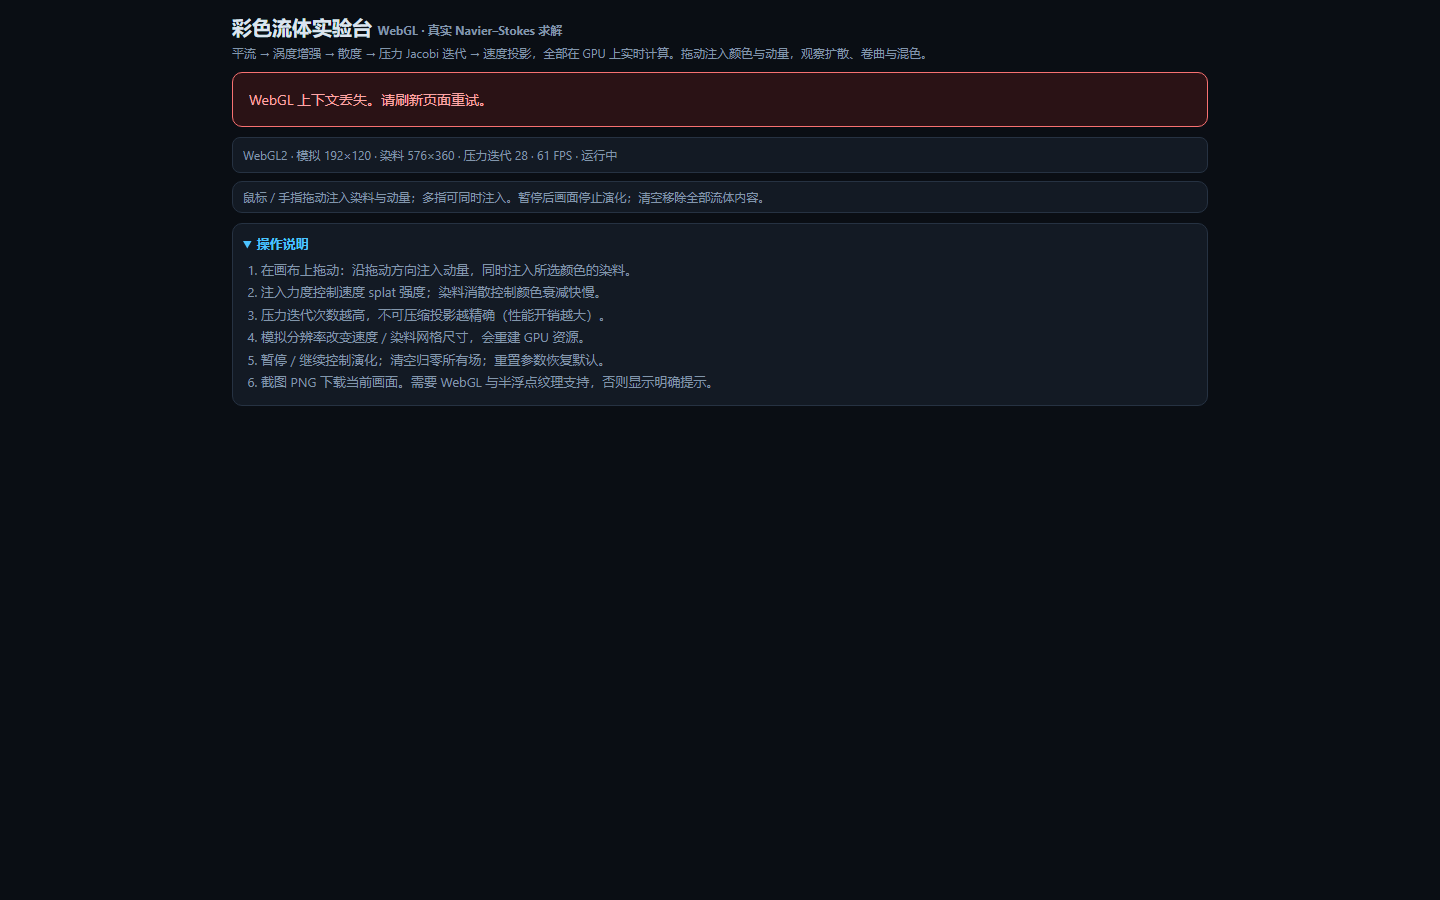 彩色流体实验台 WebGL · 真实 Navier–Stokes 求解
平流 → 涡度增强 → 散度 → 压力 Jacobi 迭代 → 速度投影，全部在 GPU 上实时计算。拖动注入颜色与动量，观察扩散、卷曲与混色。
WebGL 上下文丢失。请刷新页面重试。
WebGL2 · 模拟 192×120 · 染料 576×360 · 压力迭代 28 · 61 FPS · 运行中
鼠标 / 手指拖动注入染料与动量；多指可同时注入。暂停后画面停止演化；清空移除全部流体内容。
▼ 操作说明
1. 在画布上拖动：沿拖动方向注入动量，同时注入所选颜色的染料。
2. 注入力度控制速度 splat 强度；染料消散控制颜色衰减快慢。
3. 压力迭代次数越高，不可压缩投影越精确（性能开销越大）。
4. 模拟分辨率改变速度 / 染料网格尺寸，会重建 GPU 资源。
5. 暂停 / 继续控制演化；清空归零所有场；重置参数恢复默认。
6. 截图 PNG 下载当前画面。需要 WebGL 与半浮点纹理支持，否则显示明确提示。